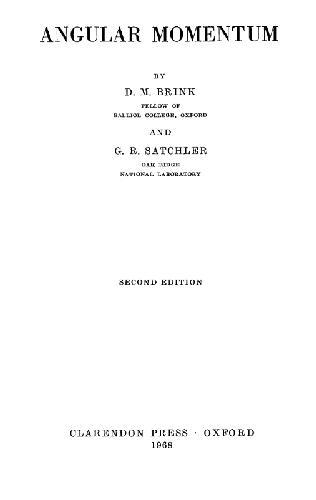 ANGULAR MOMENTUM
BY
D. M. BRINK
FELLOW OF
BALLIOL COLLEGE, OXFORD
AND
G. R. SATCHLER
OAK RIDGE
NATIONAL LABORATORY
SECOND EDITION
CLARENDON PRESS · OXFORD
1968